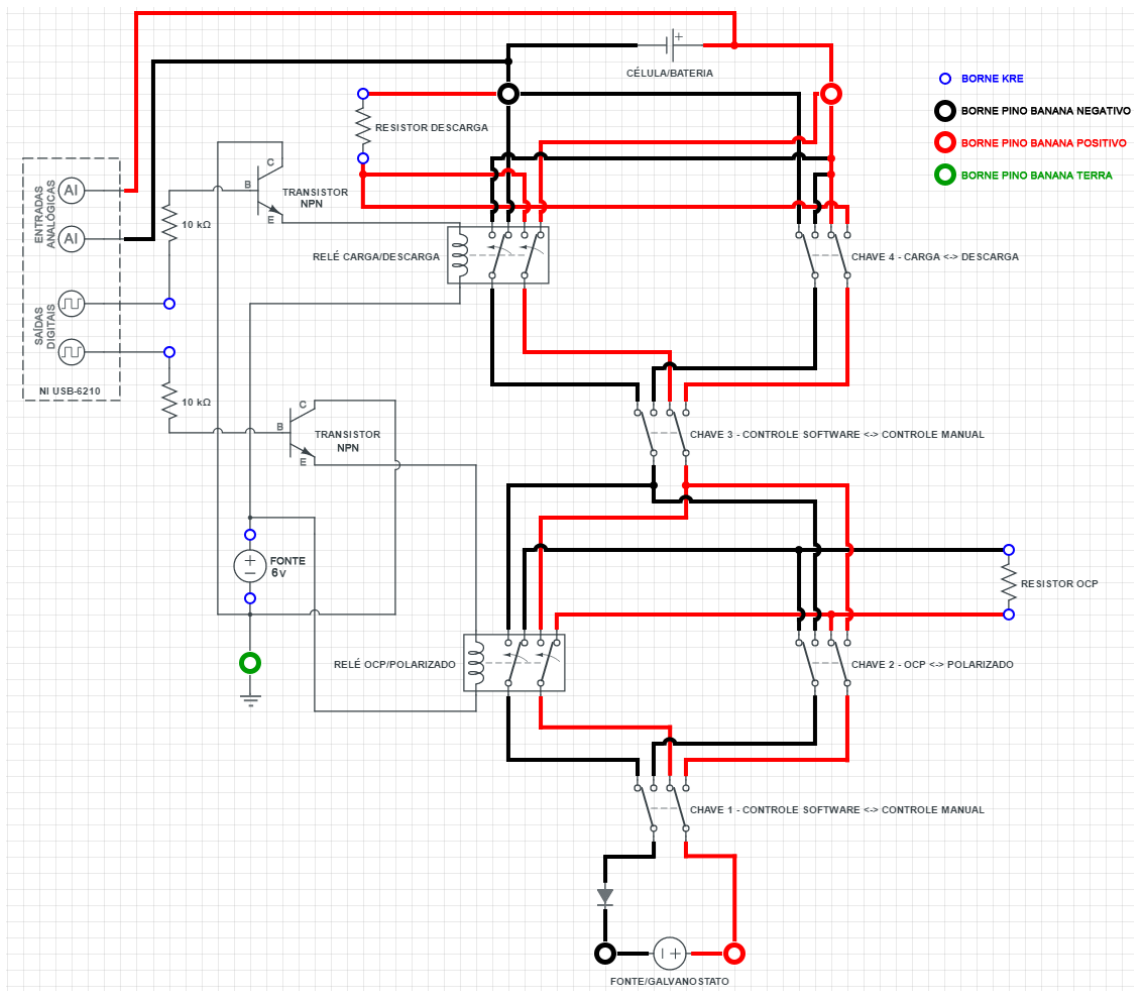 +
CÉLULA/BATERIA
BORNE KRE
BORNE PINO BANANA NEGATIVO
BORNE PINO BANANA POSITIVO
BORNE PINO BANANA TERRA
RESISTOR DESCARGA
ENTRADAS
ANALÓGICAS
AI
AI
C
B
E
TRANSISTOR
NPN
10 kΩ
RELÉ CARGA/DESCARGA
CHAVE 4 - CARGA <-> DESCARGA
SAÍDAS
DIGITAIS
NI USB-6210
10 kΩ
C
B
E
TRANSISTOR
NPN
CHAVE 3 - CONTROLE SOFTWARE <-> CONTROLE MANUAL
+
−
FONTE
6V
RESISTOR OCP
RELÉ OCP/POLARIZADO
CHAVE 2 - OCP <-> POLARIZADO
CHAVE 1 - CONTROLE SOFTWARE <-> CONTROLE MANUAL
+
FONTE/GALVANOSTATO